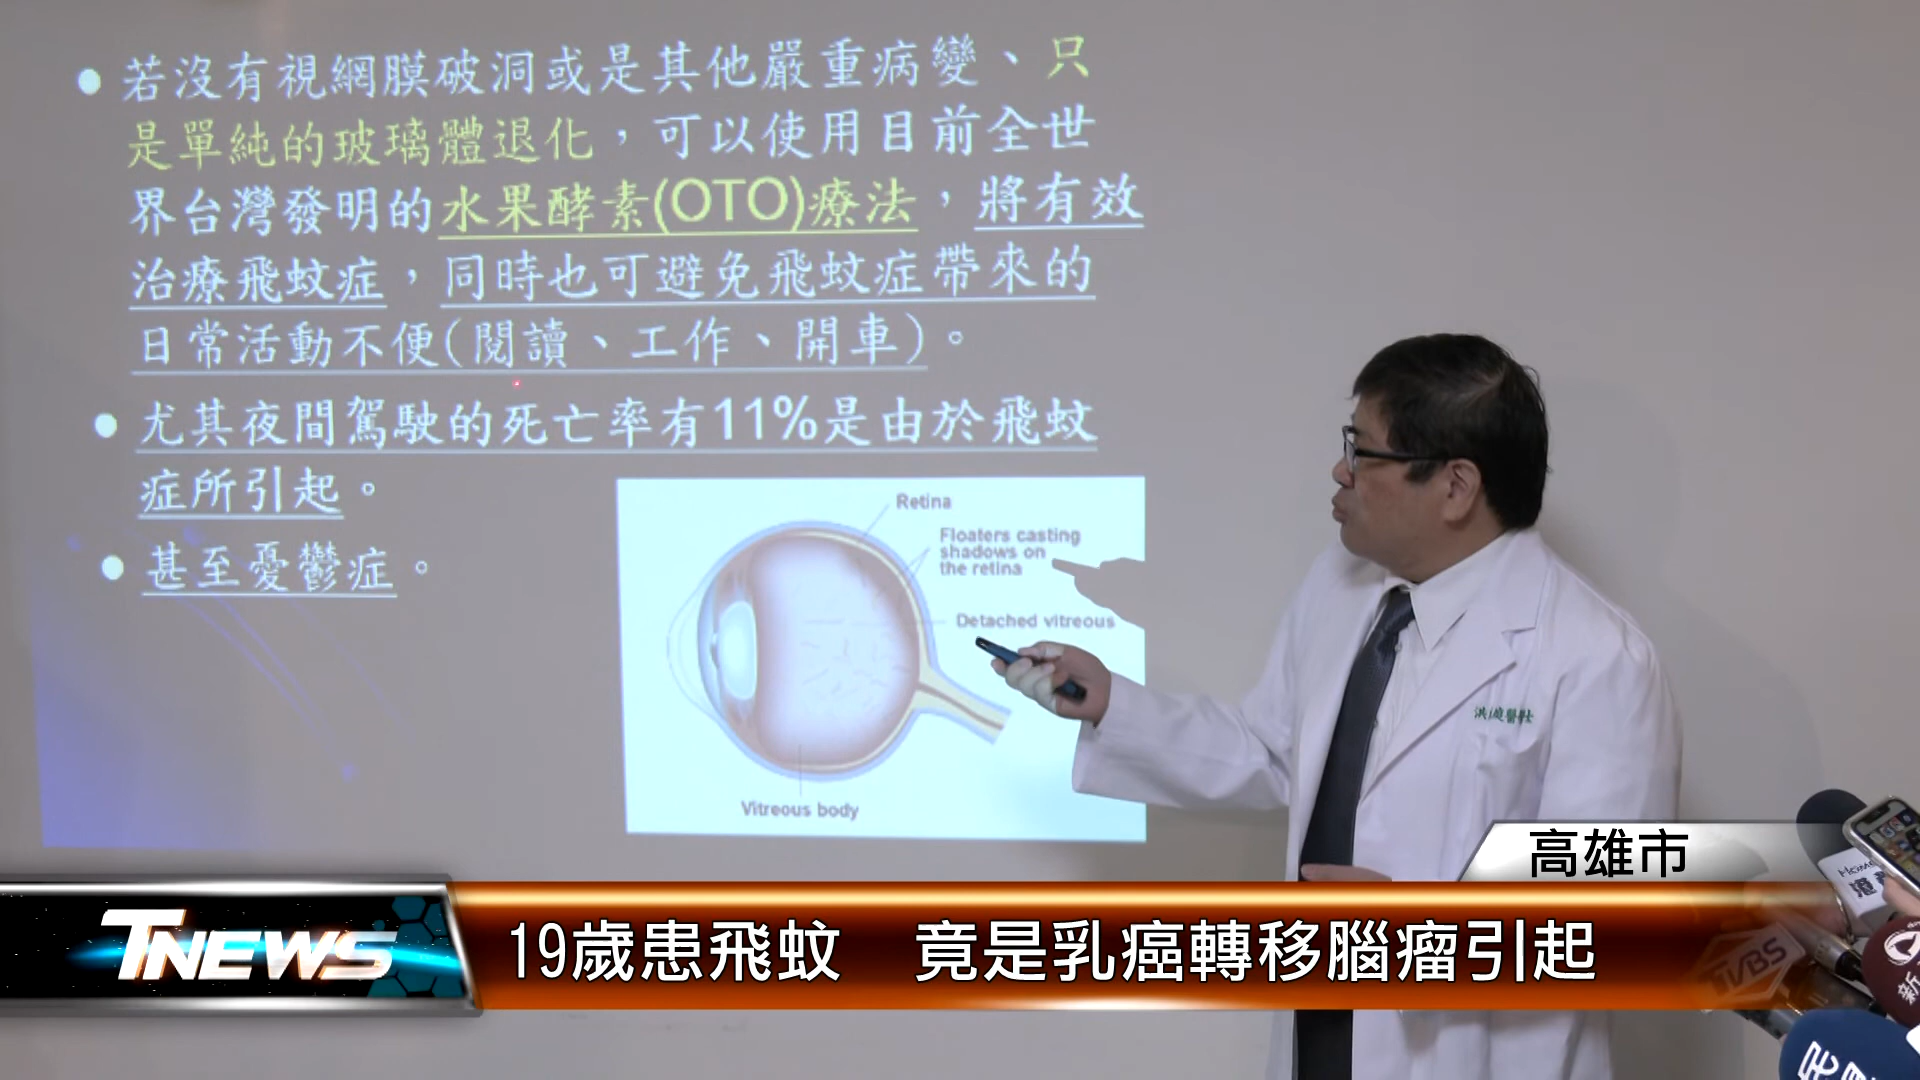 • 若沒有視網膜破洞或是其他嚴重病變、只
是單純的玻璃體退化，可以使用目前全世
界台灣發明的水果酵素(OTO)療法，將有效
治療飛蚊症，同時也可避免飛蚊症帶來的
日常活動不便(閱讀、工作、開車)。
• 尤其夜間駕駛的死亡率有11%是由於飛蚊
症所引起。
• 甚至憂鬱症。
Retina
Floaters casting
shadows on
the retina
Detached vitreous
Vitreous body
高雄市
TNEWS
19歲患飛蚊 竟是乳癌轉移腦瘤引起
TVBS
新
民